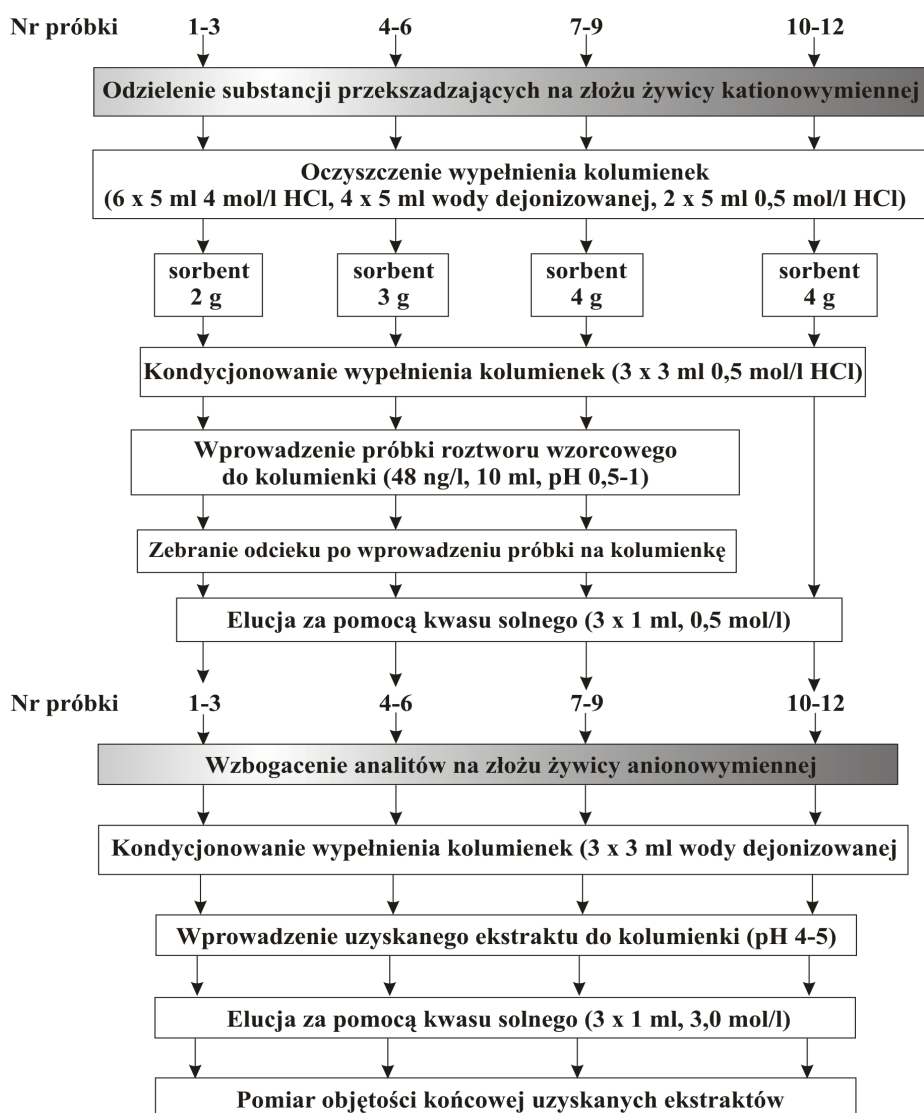 Nr próbki 1-3 4-6 7-9 10-12
Odzielenie substancji przekszadzających na złożu żywicy kationowymiennej
Oczyszczenie wypełnienia kolumienek
(6 x 5 ml 4 mol/l HCl, 4 x 5 ml wody dejonizowanej, 2 x 5 ml 0,5 mol/l HCl)
sorbent sorbent sorbent sorbent
2 g 3 g 4 g 4 g
Kondycjonowanie wypełnienia kolumienek (3 x 3 ml 0,5 mol/l HCl)
Wprowadzenie próbki roztworu wzorcowego
do kolumienki (48 ng/l, 10 ml, pH 0,5-1)
Zebranie odcieku po wprowadzeniu próbki na kolumienkę
Elucja za pomocą kwasu solnego (3 x 1 ml, 0,5 mol/l)
Nr próbki 1-3 4-6 7-9 10-12
Wzbogacenie analitów na złożu żywicy anionowymiennej
Kondycjonowanie wypełnienia kolumienek (3 x 3 ml wody dejonizowanej
Wprowadzenie uzyskanego ekstraktu do kolumienki (pH 4-5)
Elucja za pomocą kwasu solnego (3 x 1 ml, 3,0 mol/l)
Pomiar objętości końcowej uzyskanych ekstraktów